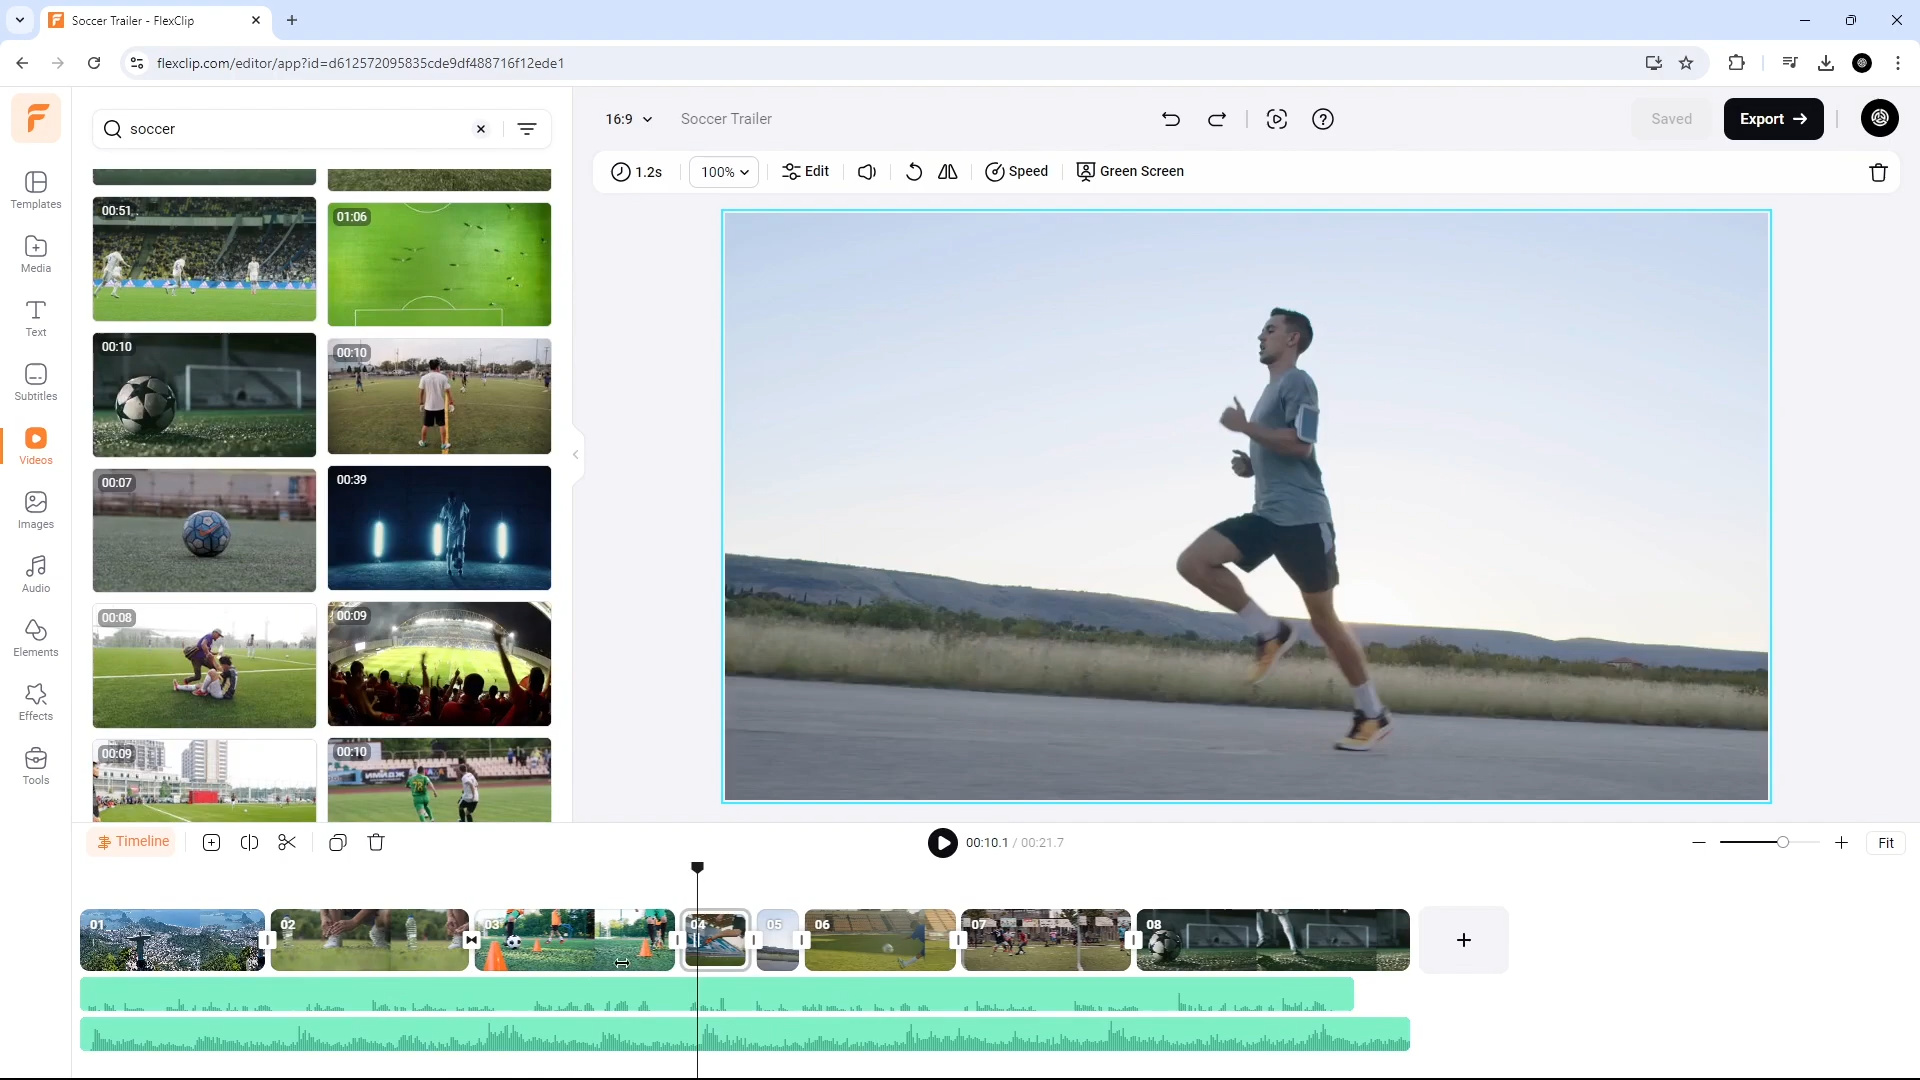 Soccer Trailer - FlexClip
flexclip.com/editor/app?id=d612572095835cde9df488716f12ede1
soccer
16:9
Soccer Trailer
Saved
Export
1.2s
100%
Edit
Speed
Green Screen
Templates
Media
Text
Subtitles
Videos
Images
Audio
Elements
Effects
Tools
00:51
01:06
00:10
00:10
00:07
00:39
00:08
00:09
00:09
00:10
Timeline
00:10.1 / 00:21.7
Fit
01
02
03
04
05
06
07
08